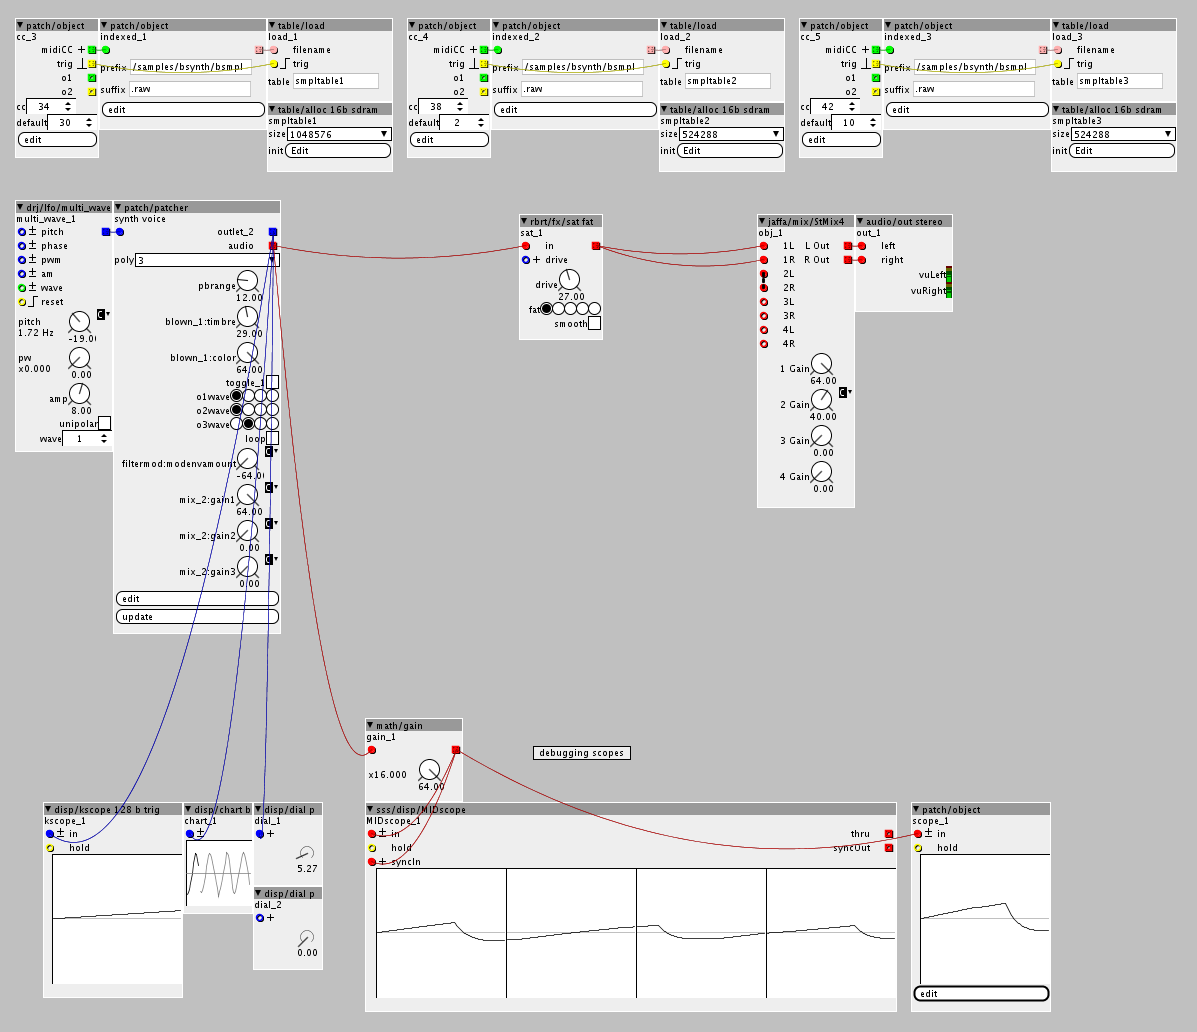 patch/object
cc_3
midiCC +
trig
o1
o2
cc 34
default 30
edit
patch/object
indexed_1
prefix /samples/bsynth/bsmpl
suffix .raw
edit
table/load
load_1
filename
trig
table smpltable1
table/alloc 16b sdram
smpltable1
size 1048576
init Edit
patch/object
cc_4
midiCC +
trig
o1
o2
cc 38
default 2
edit
patch/object
indexed_2
prefix /samples/bsynth/bsmpl
suffix .raw
edit
table/load
load_2
filename
trig
table smpltable2
table/alloc 16b sdram
smpltable2
size 524288
init Edit
patch/object
cc_5
midiCC +
trig
o1
o2
cc 42
default 10
edit
patch/object
indexed_3
prefix /samples/bsynth/bsmpl
suffix .raw
edit
table/load
load_3
filename
trig
table smpltable3
table/alloc 16b sdram
smpltable3
size 524288
init Edit
drj/lfo/multi_wave
multi_wave_1
± pitch
± phase
± pwm
± am
± wave
reset
pitch
1.72 Hz
-19.0
pw
x0.000
0.00
amp
8.00
unipolar
wave 1
patch/patcher
synth voice
outlet_2
audio
poly 3
pbrange
12.00
blown_1:timbre
29.00
blown_1:color
64.00
toggle_1
o1wave
o2wave
o3wave
loop
filtermod:modenvamount
-64.0
mix_2:gain1
64.00
mix_2:gain2
0.00
mix_2:gain3
0.00
edit
update
rbrt/fx/sat fat
sat_1
in
+ drive
drive
27.00
fat
smooth
jaffa/mix/StMix4
obj_1
1L L Out
1R R Out
2L
2R
3L
3R
4L
4R
1 Gain
64.00
2 Gain
40.00
3 Gain
0.00
4 Gain
0.00
audio/out stereo
out_1
left
right
vuLeft
vuRight
math/gain
gain_1
x16.000
64.00
debugging scopes
disp/kscope 128 b trig
kscope_1
± in
hold
disp/chart b
chart_1
±
disp/dial p
dial_1
+
5.27
disp/dial p
dial_2
+
0.00
sss/disp/MIDscope
MIDscope_1
± in
hold
± syncIn
thru
syncOut
patch/object
scope_1
± in
hold
edit